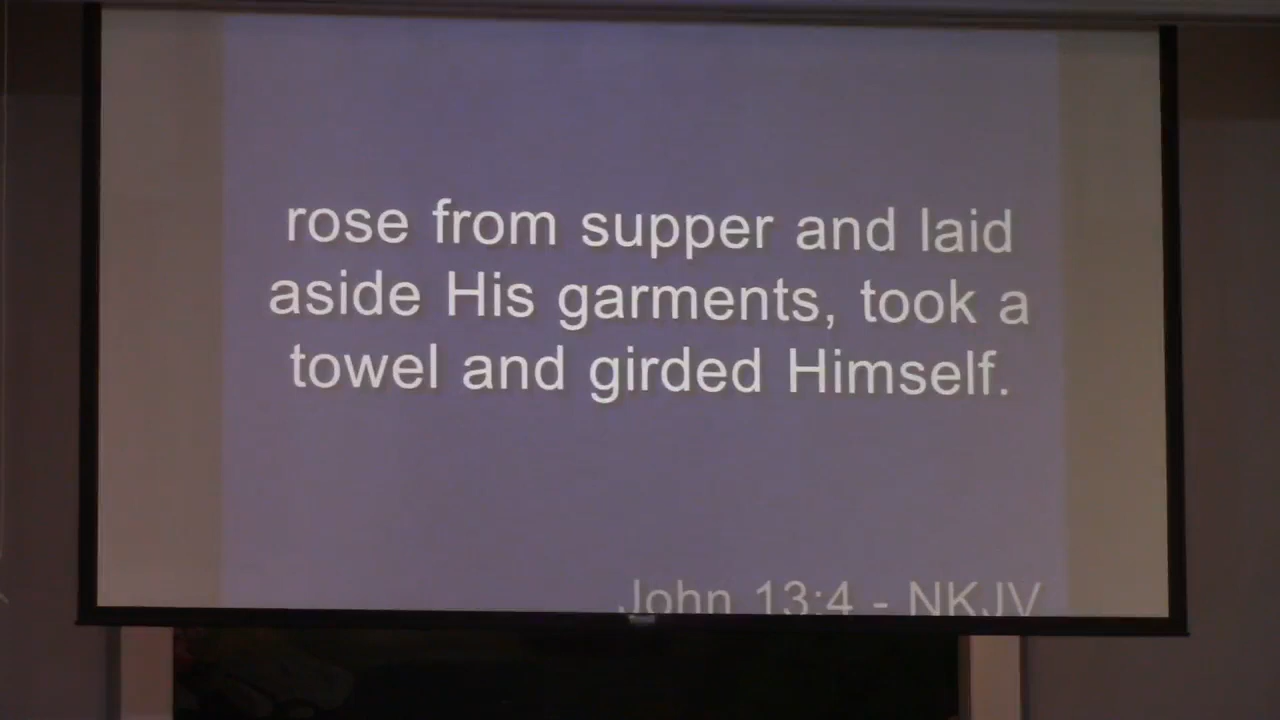 rose from supper and laid
aside His garments, took a
towel and girded Himself.
John 13:4 - NKJV